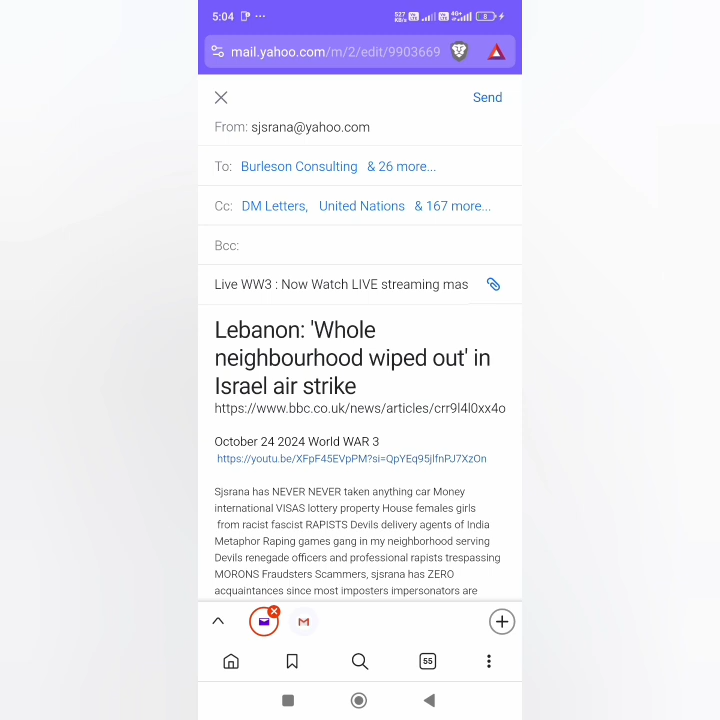 5:04 ... 527 KB/s 4G+ 8
mail.yahoo.com/m/2/edit/9903669
Send
From: sjsrana@yahoo.com
To: Burleson Consulting & 26 more...
Cc: DM Letters, United Nations & 167 more...
Bcc:
Live WW3 : Now Watch LIVE streaming mas
Lebanon: 'Whole
neighbourhood wiped out' in
Israel air strike
https://www.bbc.co.uk/news/articles/crr9l4l0xx4o
October 24 2024 World WAR 3
https://youtu.be/XFpF45EVpPM?si=QpYEq95jlfnPJ7XzOn
Sjsrana has NEVER NEVER taken anything car Money
international VISAS lottery property House females girls
from racist fascist RAPISTS Devils delivery agents of India
Metaphor Raping games gang in my neighborhood serving
Devils renegade officers and professional rapists trespassing
MORONS Fraudsters Scammers, sjsrana has ZERO
acquaintances since most imposters impersonators are
M
55